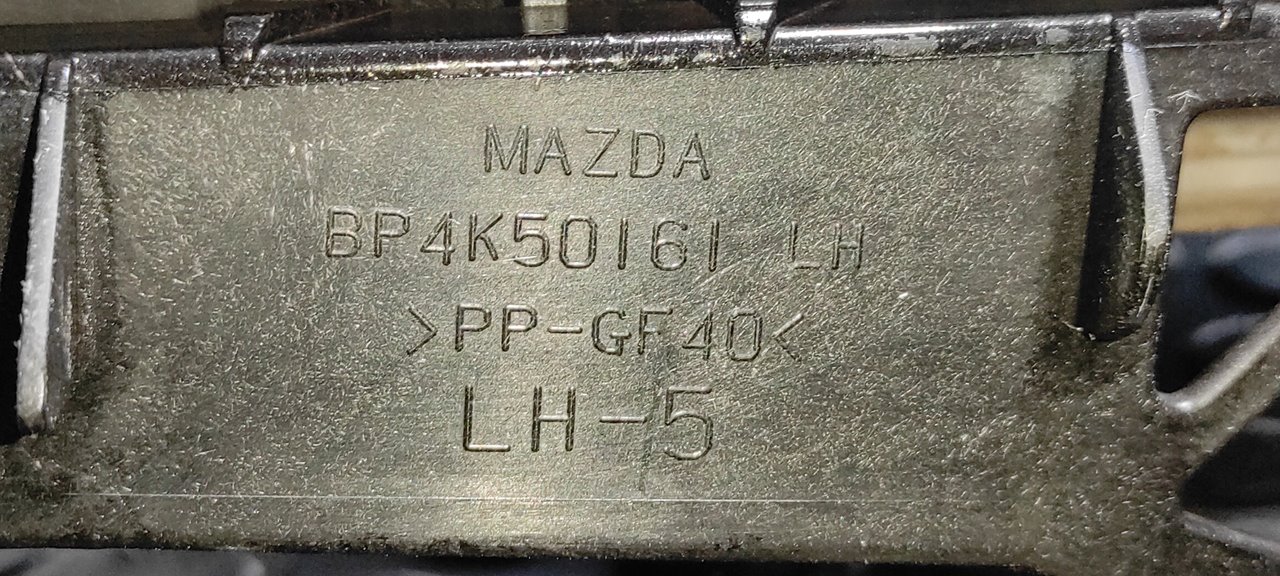 MAZDA
BP4K50161 LH
>PP-GF40<
LH-5